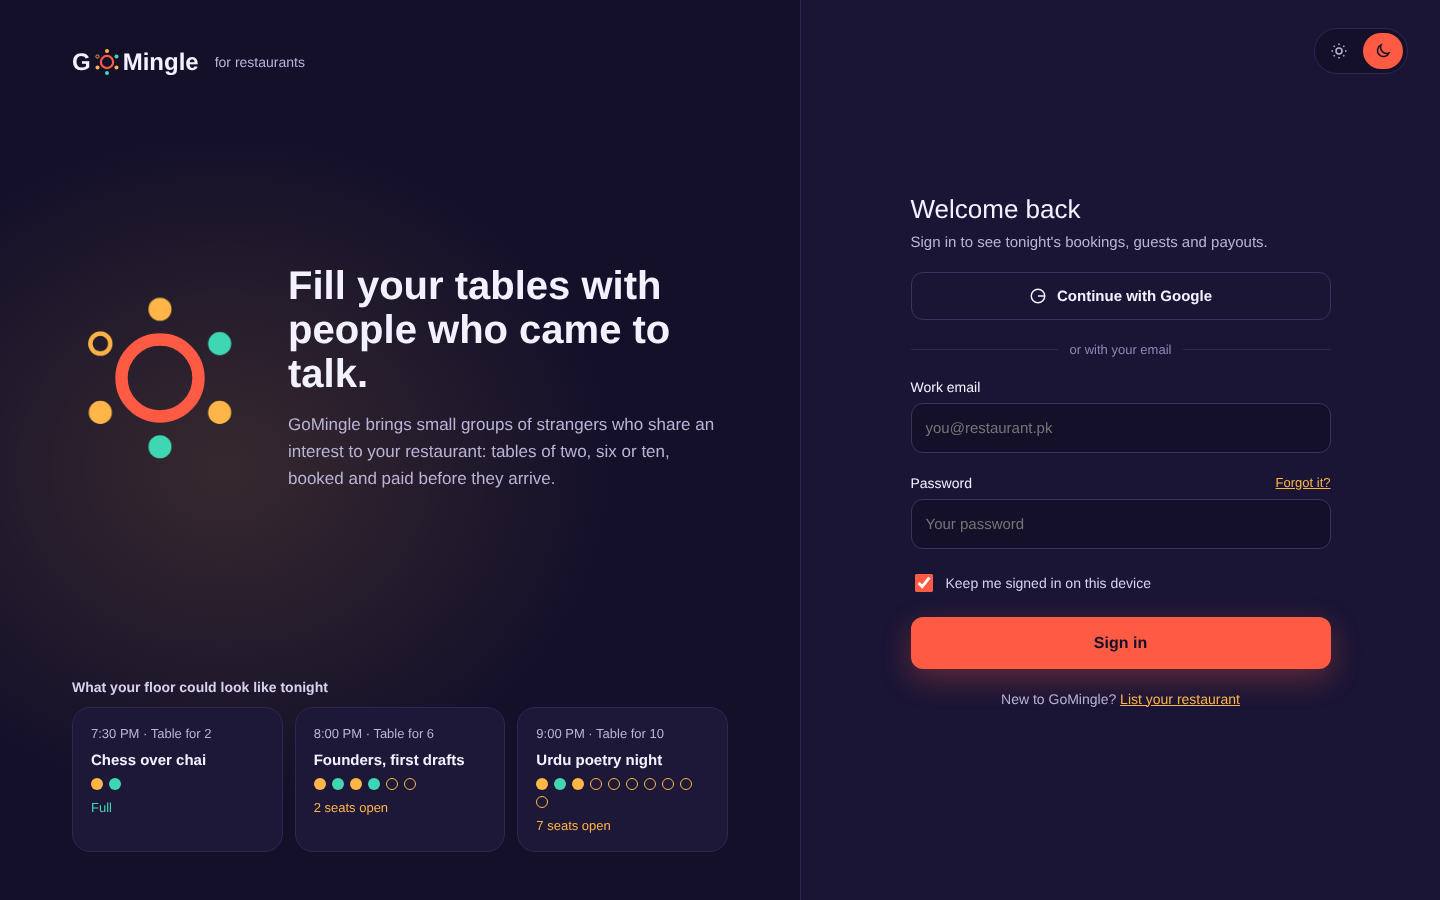 G Mingle for restaurants
Fill your tables with
people who came to
talk.
GoMingle brings small groups of strangers who share an
interest to your restaurant: tables of two, six or ten,
booked and paid before they arrive.
What your floor could look like tonight
7:30 PM · Table for 2
Chess over chai
Full
8:00 PM · Table for 6
Founders, first drafts
2 seats open
9:00 PM · Table for 10
Urdu poetry night
7 seats open
Welcome back
Sign in to see tonight's bookings, guests and payouts.
Continue with Google
or with your email
Work email
you@restaurant.pk
Password
Forgot it?
Your password
Keep me signed in on this device
Sign in
New to GoMingle? List your restaurant